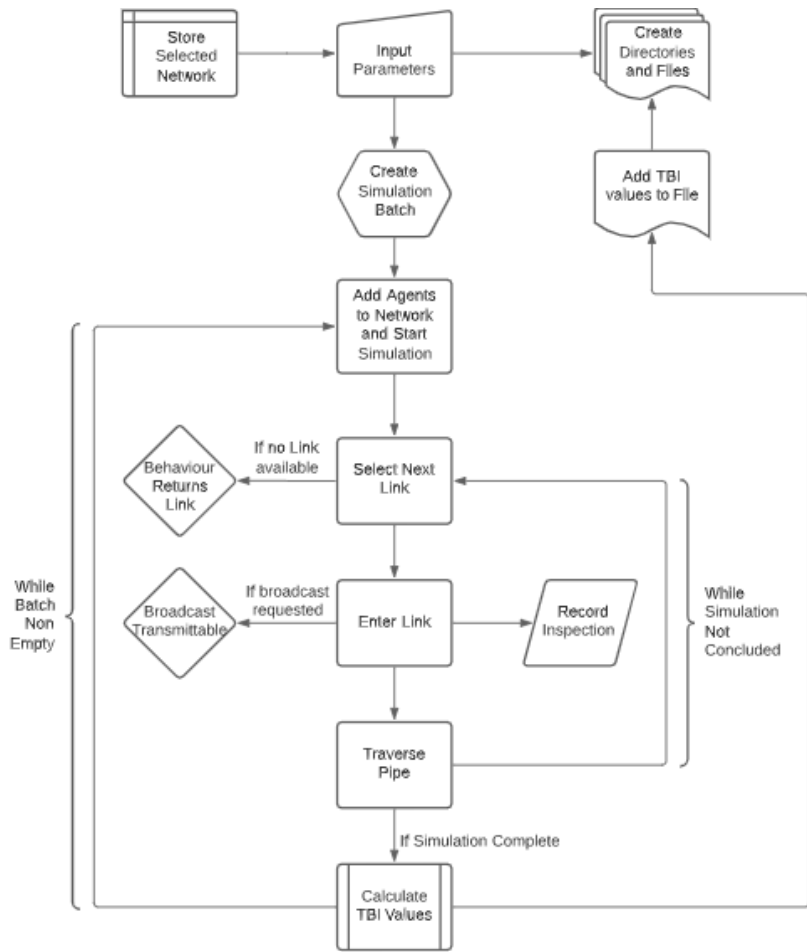 Store
Selected
Network
Input
Parameters
Create
Directories
and Files
Create
Simulation
Batch
Add TBI
values to File
Add Agents
to Network
and Start
Simulation
Behaviour
Returns
Link
If no Link
available
Select Next
Link
While
Batch
Non
Empty
Broadcast
Transmittable
If broadcast
requested
Enter Link
Record
Inspection
While
Simulation
Not
Concluded
Traverse
Pipe
If Simulation Complete
Calculate
TBI Values